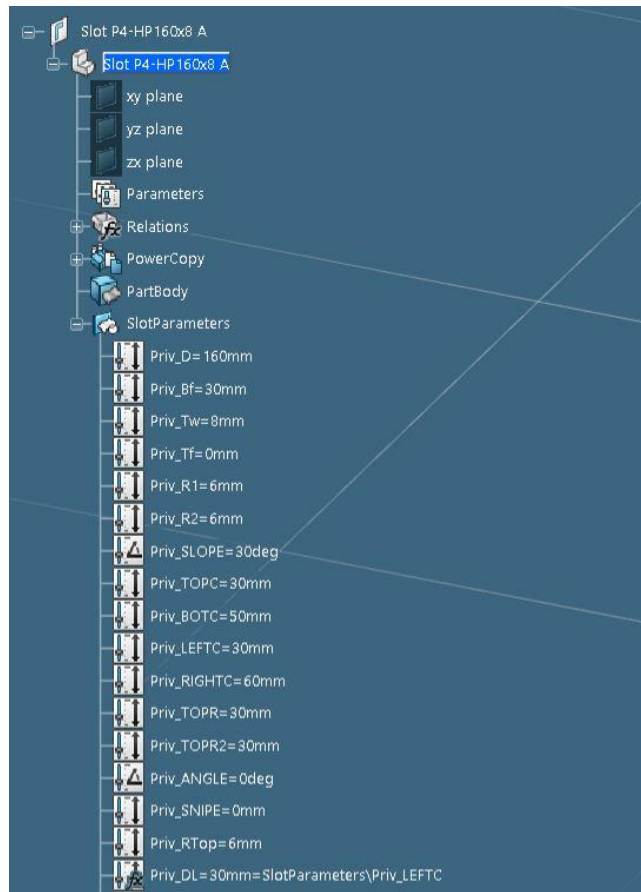 Slot P4-HP160x8 A
Slot P4-HP160x8 A
xy plane
yz plane
zx plane
Parameters
Relations
PowerCopy
PartBody
SlotParameters
Priv_D=160mm
Priv_Bf=30mm
Priv_Tw=8mm
Priv_Tf=0mm
Priv_R1=6mm
Priv_R2=6mm
Priv_SLOPE=30deg
Priv_TOPC=30mm
Priv_BOTC=50mm
Priv_LEFTC=30mm
Priv_RIGHTC=60mm
Priv_TOPR=30mm
Priv_TOPR2=30mm
Priv_ANGLE=0deg
Priv_SNIPE=0mm
Priv_RTop=6mm
Priv_DL=30mm=SlotParameters\Priv_LEFTC